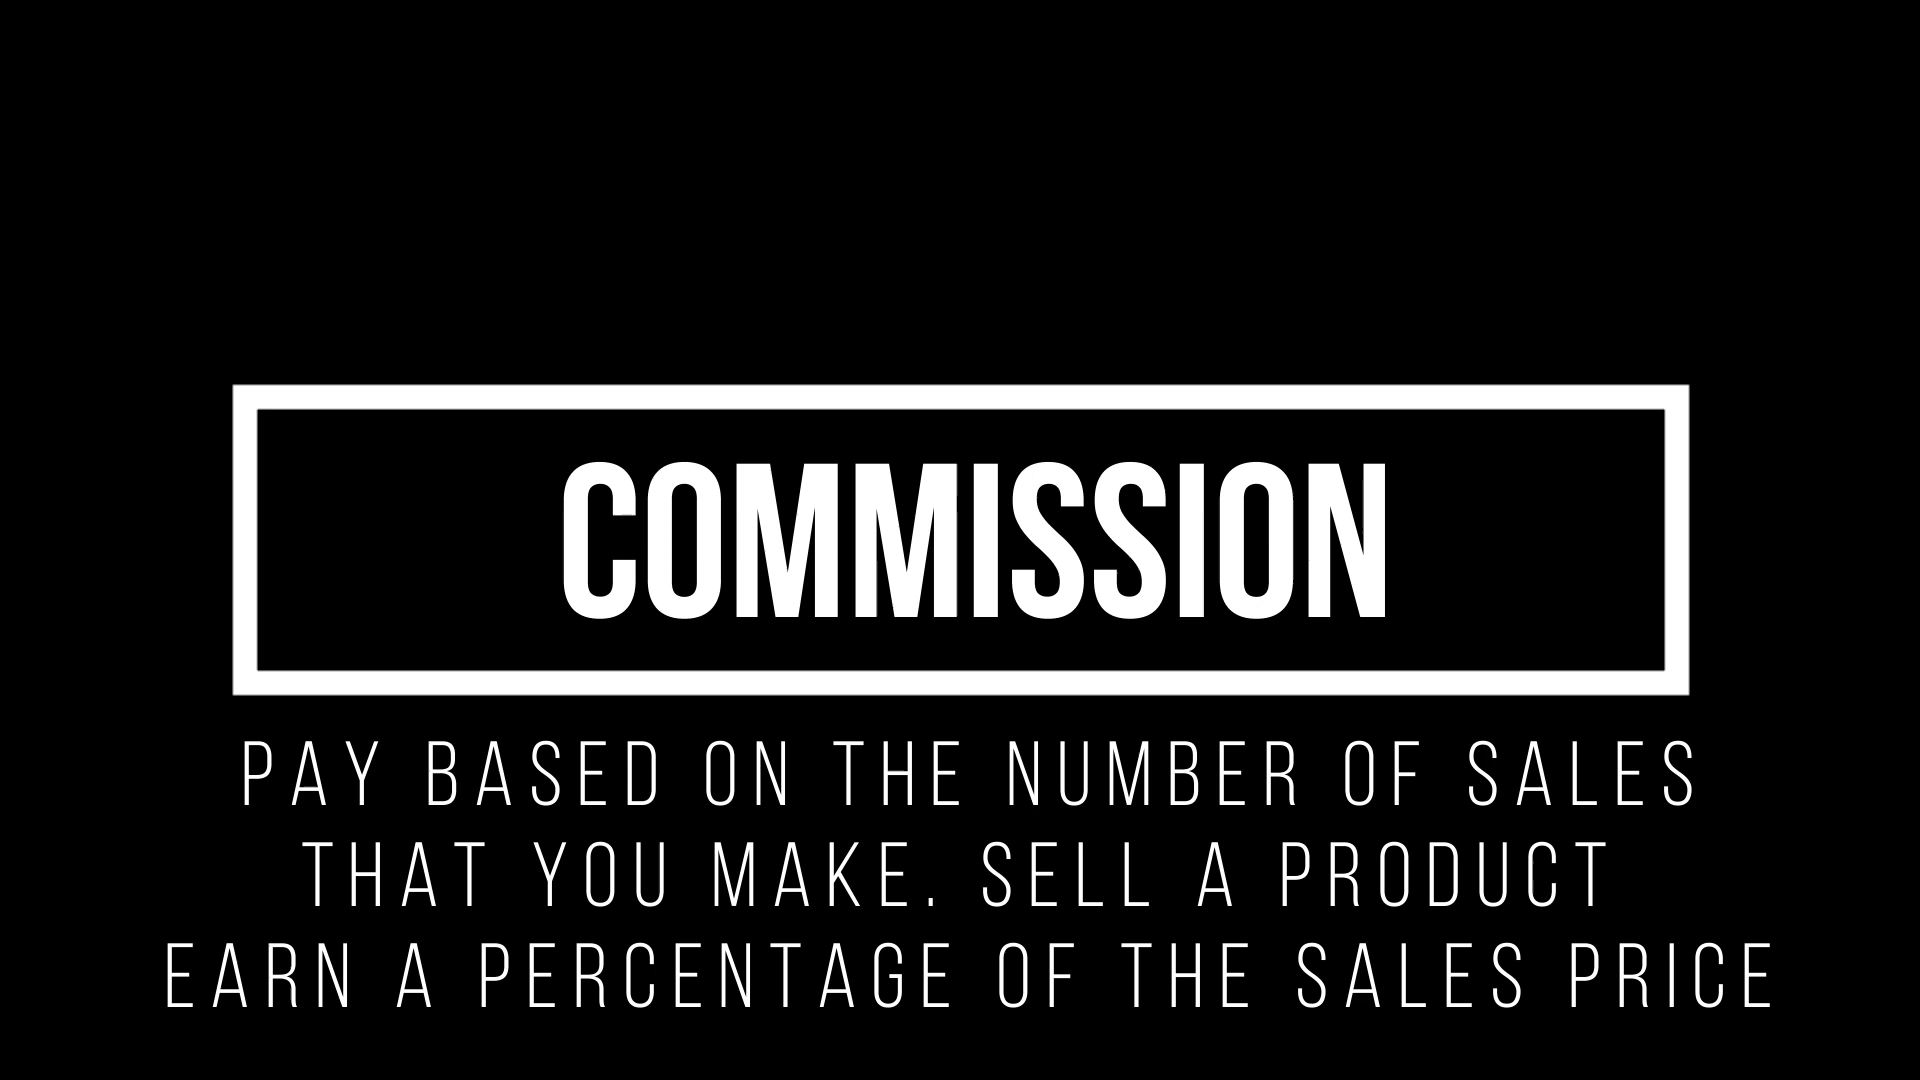 COMMISSION
PAY BASED ON THE NUMBER OF SALES
THAT YOU MAKE. SELL A PRODUCT
EARN A PERCENTAGE OF THE SALES PRICE